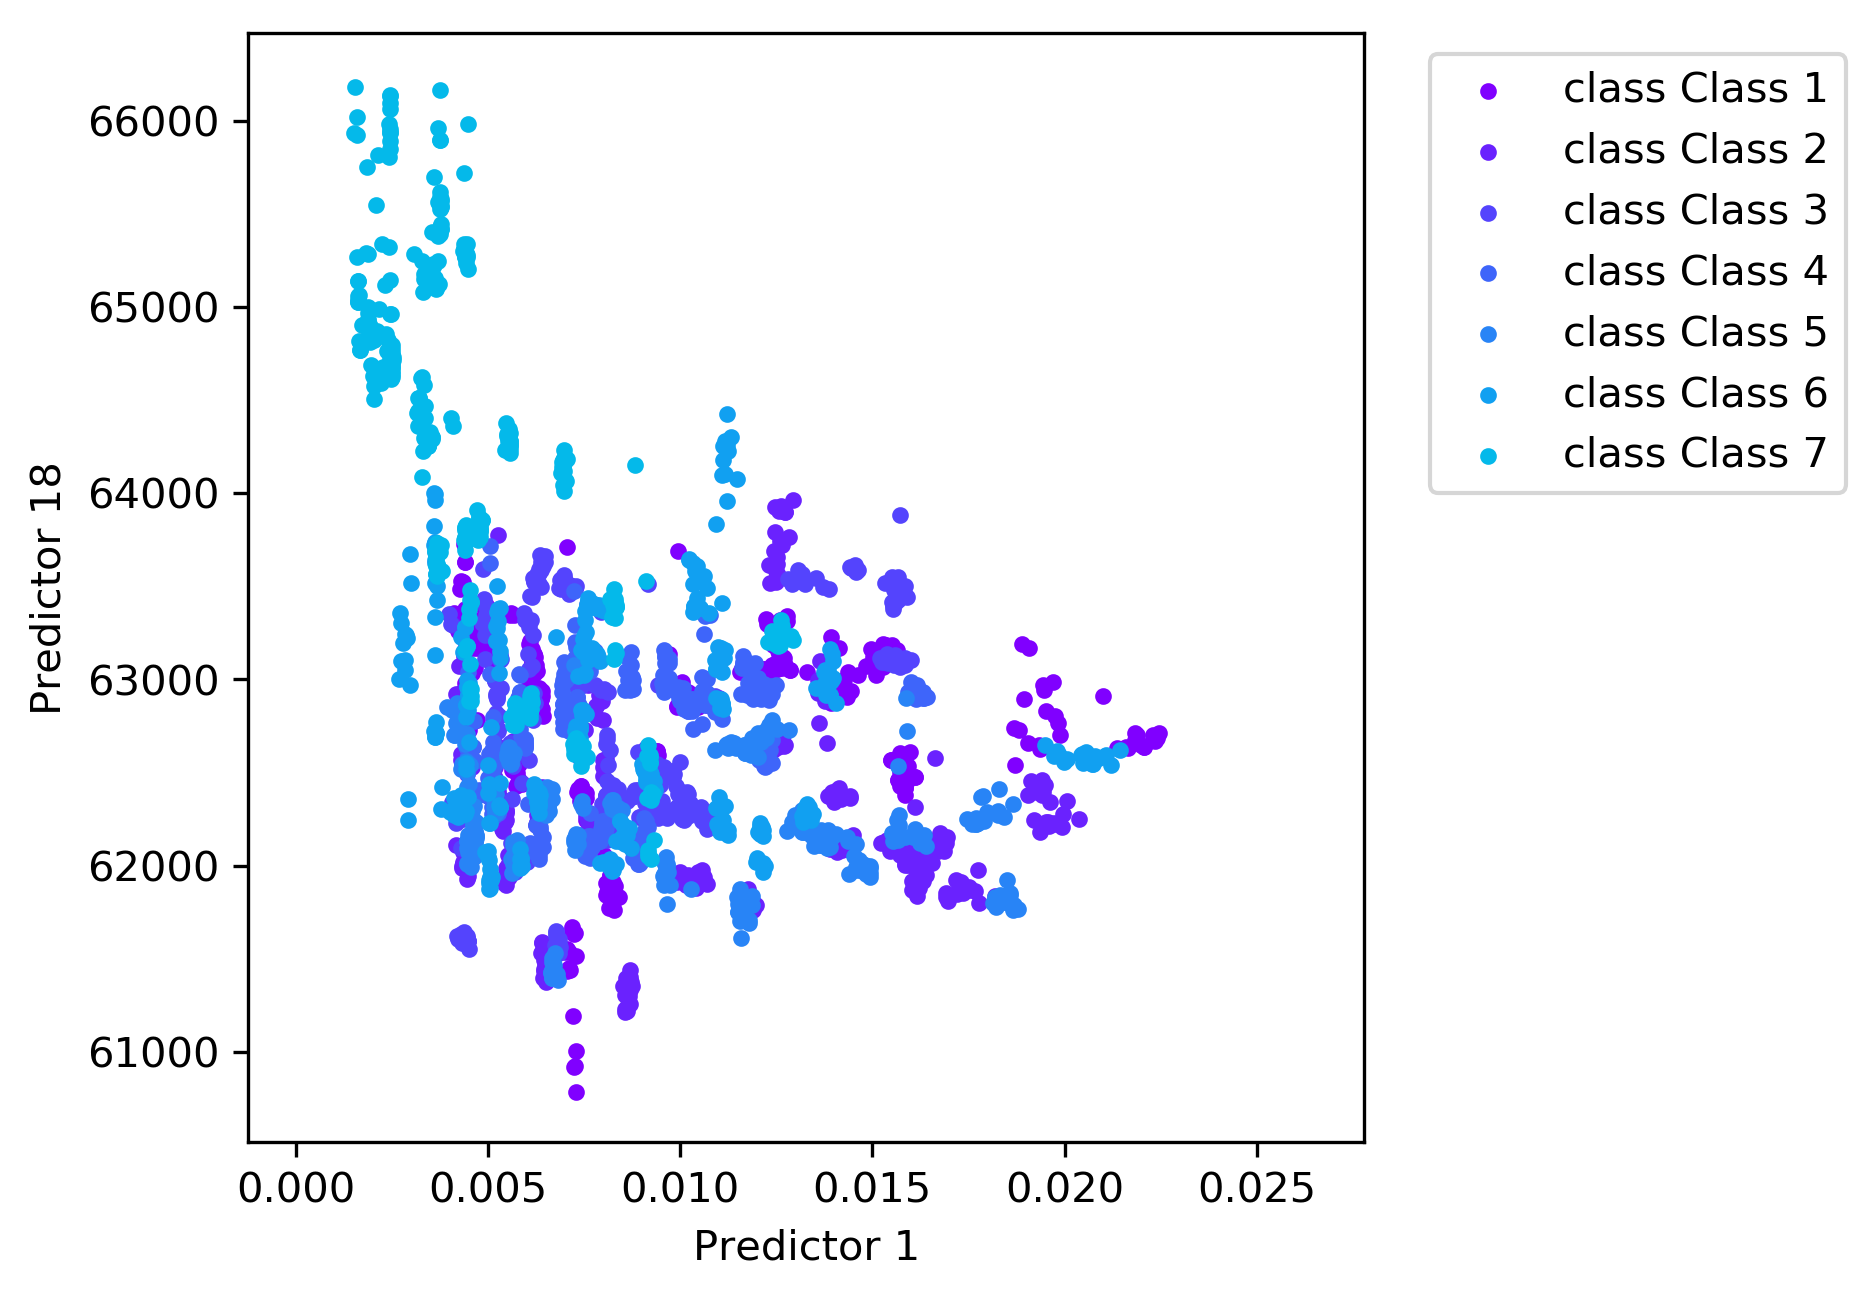 66000
65000
64000
63000
62000
61000
Predictor 18
0.000 0.005 0.010 0.015 0.020 0.025
Predictor 1
class Class 1
class Class 2
class Class 3
class Class 4
class Class 5
class Class 6
class Class 7